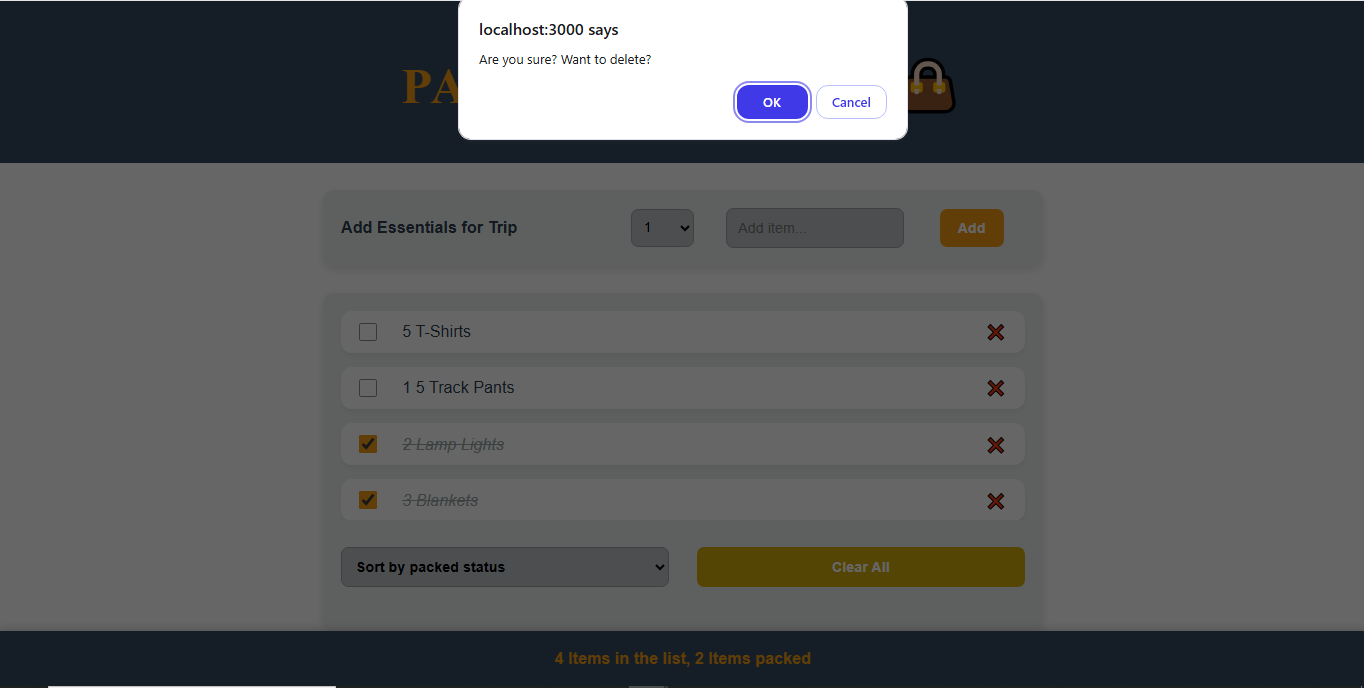 localhost:3000 says
Are you sure? Want to delete?
OK Cancel
Add Essentials for Trip 1 Add item... Add
5 T-Shirts
1 5 Track Pants
2 Lamp Lights
3 Blankets
Sort by packed status Clear All
4 Items in the list, 2 Items packed